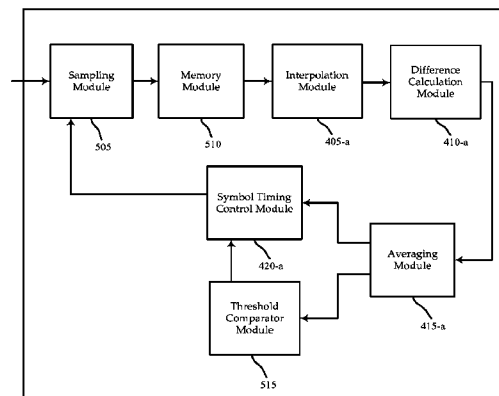 Sampling
Module
505
Memory
Module
510
Interpolation
Module
405-a
Difference
Calculation
Module
410-a
Symbol Timing
Control Module
420-a
Averaging
Module
415-a
Threshold
Comparator
Module
515